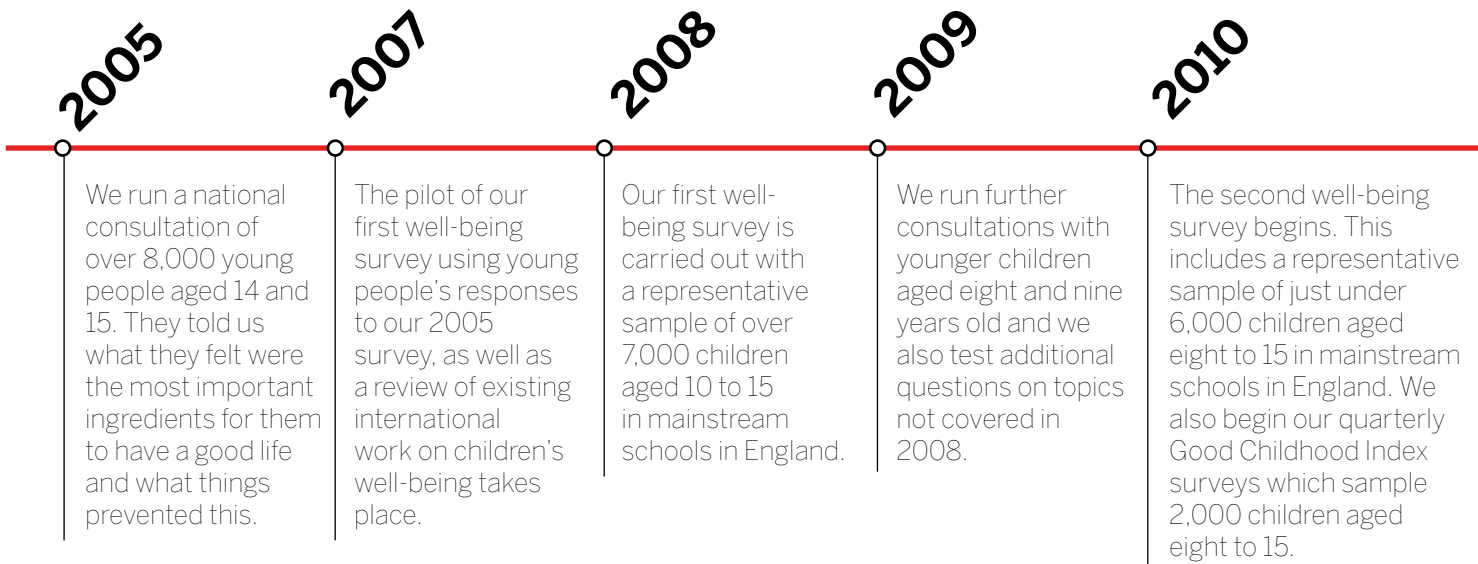 2005
We run a national
consultation of
over 8,000 young
people aged 14 and
15. They told us
what they felt were
the most important
ingredients for them
to have a good life
and what things
prevented this.
2007
The pilot of our
first well-being
survey using young
people's responses
to our 2005
survey, as well as
a review of existing
international
work on children's
well-being takes
place.
2008
Our first well-
being survey is
carried out with
a representative
sample of over
7,000 children
aged 10 to 15
in mainstream
schools in England.
2009
We run further
consultations with
younger children
aged eight and nine
years old and we
also test additional
questions on topics
not covered in
2008.
2010
The second well-being
survey begins. This
includes a representative
sample of just under
6,000 children aged
eight to 15 in mainstream
schools in England. We
also begin our quarterly
Good Childhood Index
surveys which sample
2,000 children aged
eight to 15.